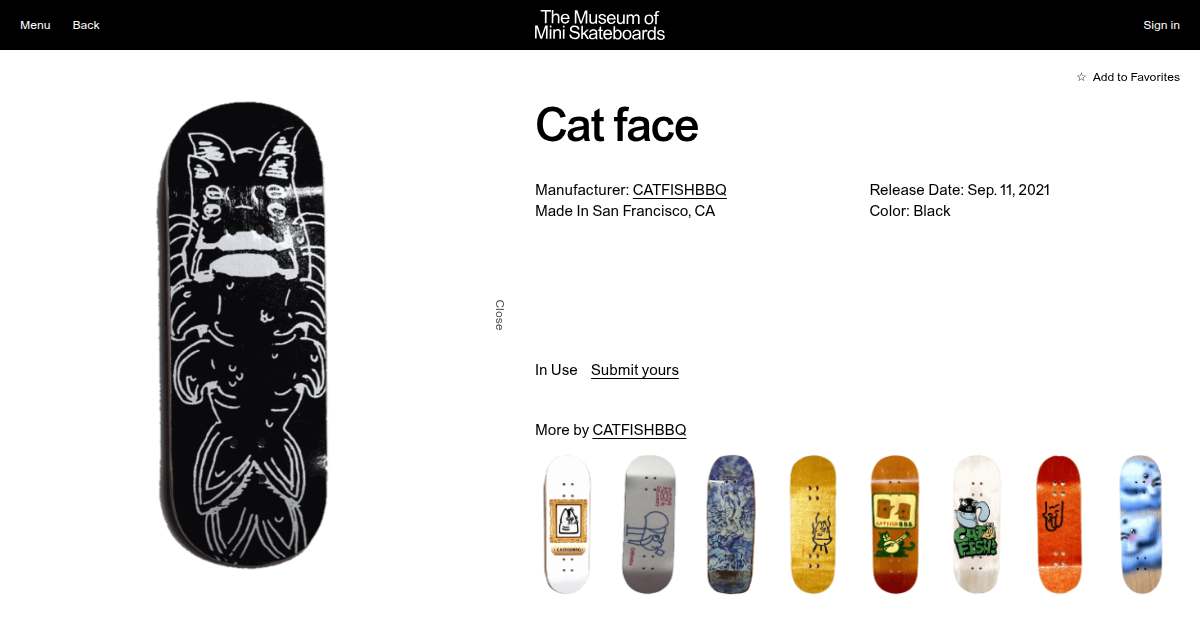 Menu
Back
The Museum of
Mini Skateboards
Sign in
☆ Add to Favorites
Cat face
Manufacturer: CATFISHBBQ
Made In San Francisco, CA
Release Date: Sep. 11, 2021
Color: Black
Close
In Use
Submit yours
More by CATFISHBBQ
CATFISHBBQ